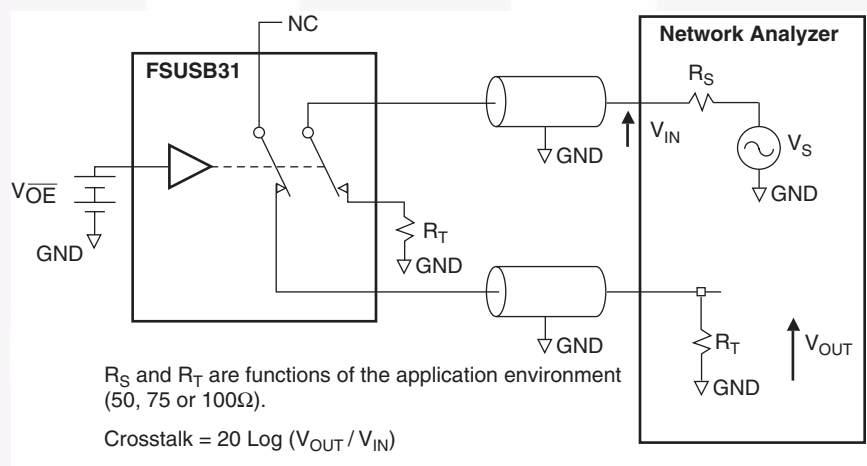 NC
Network Analyzer
FSUSB31
R_S
V_IN
V_S
GND
GND
V_OE̅
R_T
GND
GND
R_T
V_OUT
GND
GND
R_S and R_T are functions of the application environment
(50, 75 or 100Ω).
Crosstalk = 20 Log (V_OUT / V_IN)